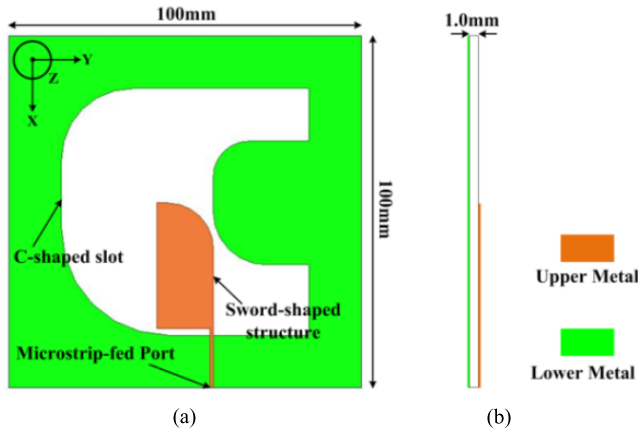 100mm
1.0mm
Y
Z
X
100mm
C-shaped slot
Sword-shaped
structure
Microstrip-fed Port
Upper Metal
Lower Metal
(a)
(b)